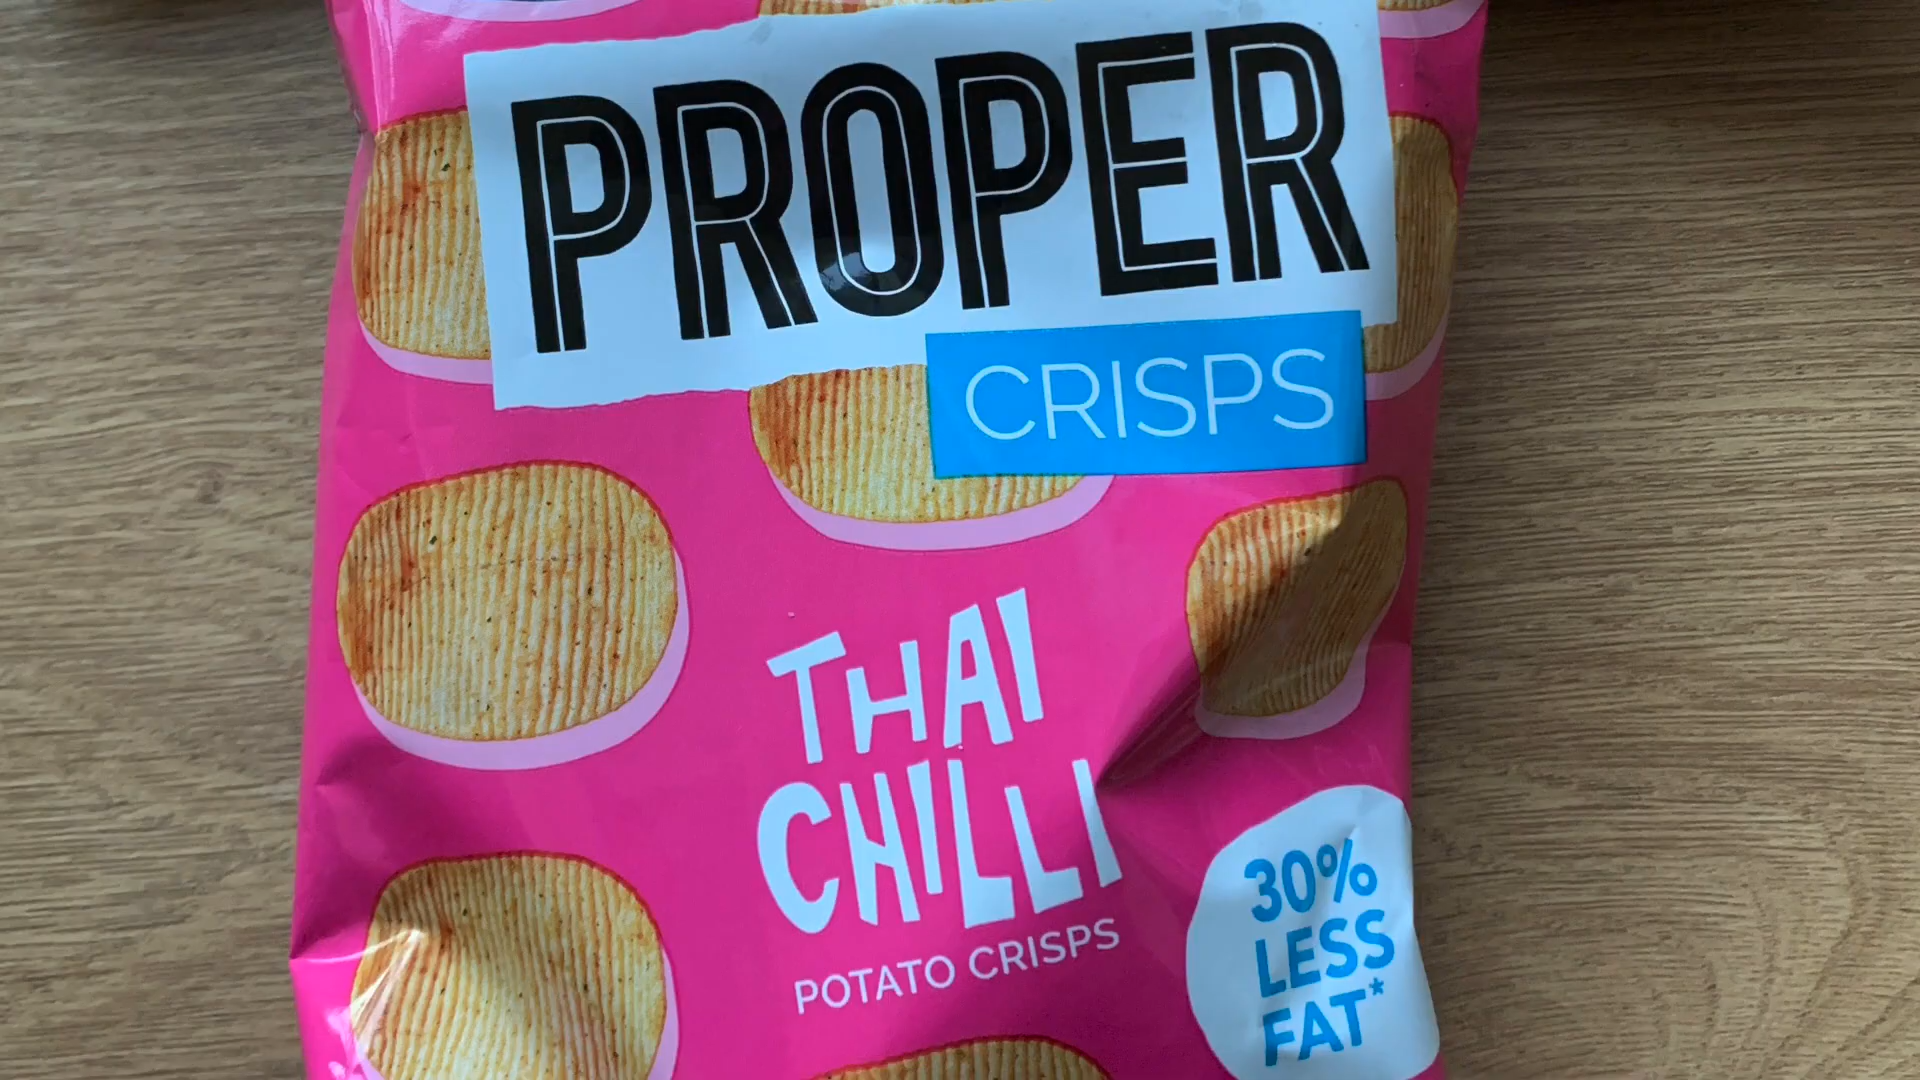 PROPER
CRISPS
THAI
CHILLI
POTATO CRISPS
30%
LESS
FAT*